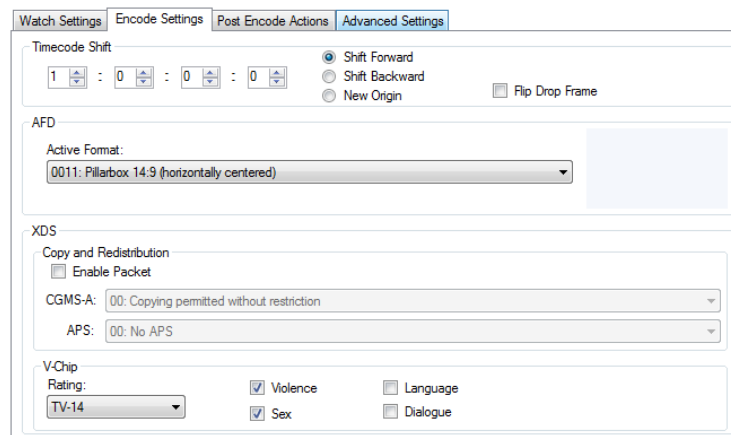 Watch Settings Encode Settings Post Encode Actions Advanced Settings
Timecode Shift
1 : 0 : 0 : 0
Shift Forward
Shift Backward
New Origin
Flip Drop Frame
AFD
Active Format:
0011: Pillarbox 14:9 (horizontally centered)
XDS
Copy and Redistribution
Enable Packet
CGMS-A: 00: Copying permitted without restriction
APS: 00: No APS
V-Chip
Rating:
TV-14
Violence
Language
Sex
Dialogue